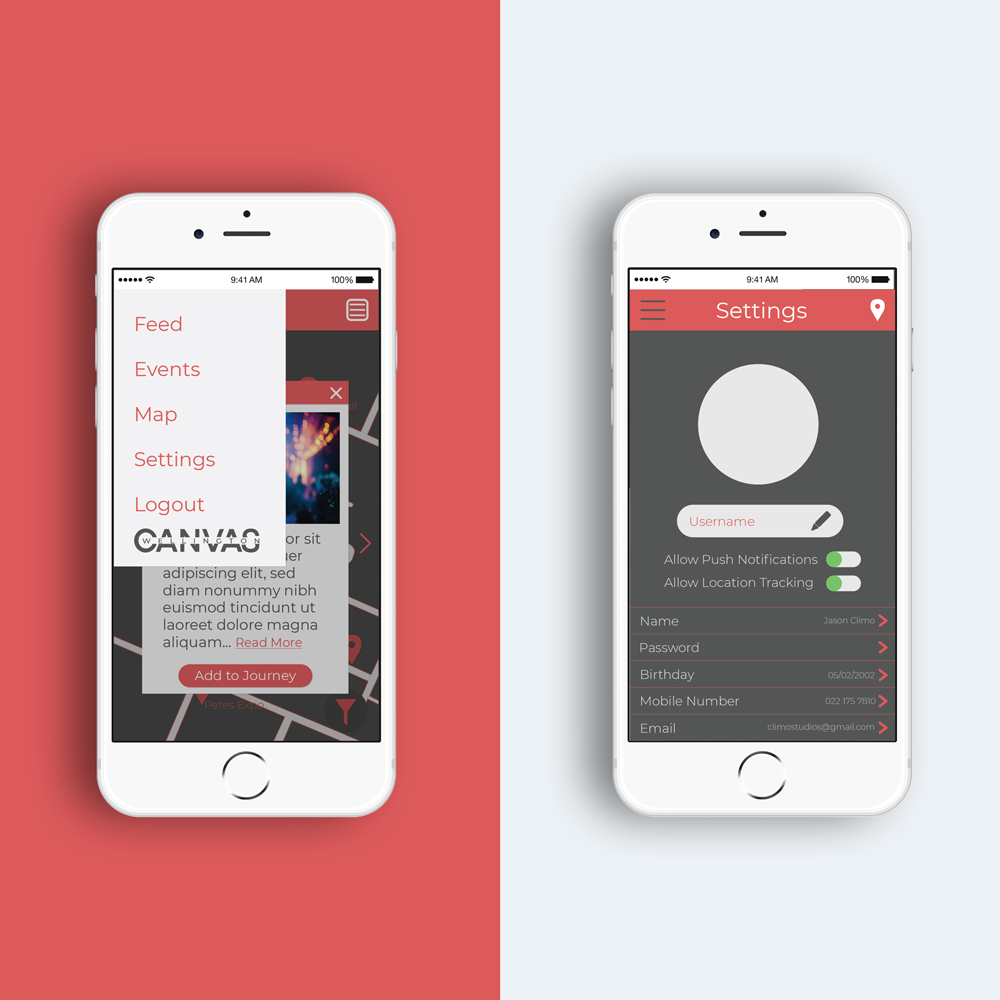 9:41 AM
100%
Feed
Events
Map
Settings
Logout
CANVAS
WELLINGTON
or sit
uer
adipiscing elit, sed
diam nonummy nibh
euismod tincidunt ut
laoreet dolore magna
aliquam... Read More
Add to Journey
Petes Expo
9:41 AM
100%
Settings
Username
Allow Push Notifications
Allow Location Tracking
Name
Jason Climo
Password
Birthday
05/02/2002
Mobile Number
022 175 7810
Email
climostudios@gmail.com